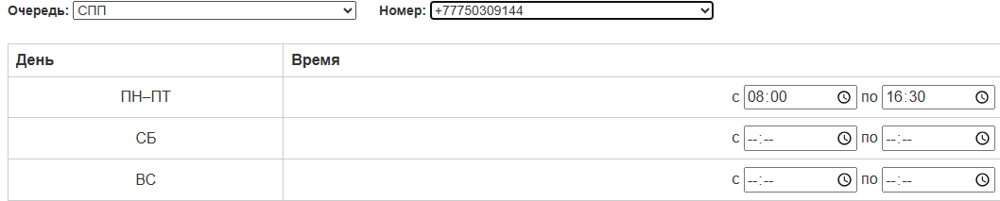 Очередь: СПП Номер: +77750309144
День Время
ПН–ПТ с 08:00 по 16:30
СБ с --:-- по --:--
ВС с --:-- по --:--